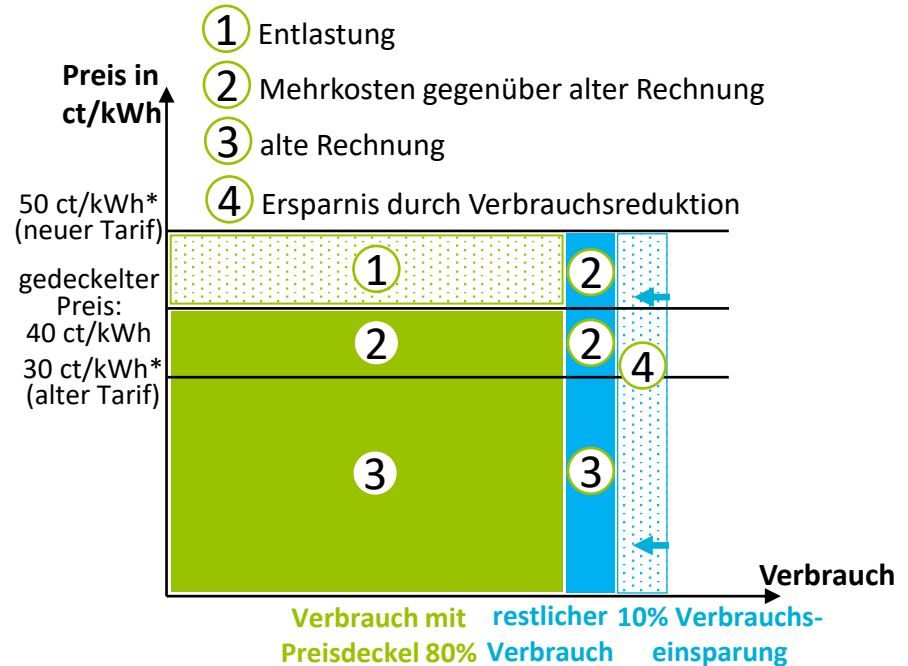 1 Entlastung
Preis in
ct/kWh
2 Mehrkosten gegenüber alter Rechnung
3 alte Rechnung
4 Ersparnis durch Verbrauchsreduktion
50 ct/kWh*
(neuer Tarif)
1
2
gedeckelter
Preis:
40 ct/kWh
2
2
30 ct/kWh*
(alter Tarif)
4
3
3
Verbrauch
Verbrauch mit
Preisdeckel 80%
restlicher
Verbrauch
10% Verbrauchs-
einsparung